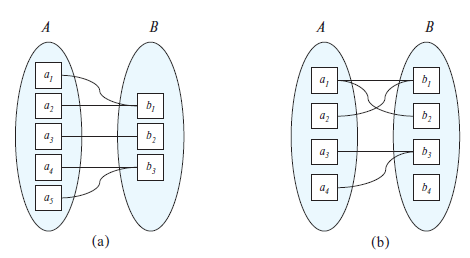 A B A B
a1 a1 b1
a2 b1 a2 b2
a3 b2 a3 b3
a4 b3 a4 b4
a5
(a) (b)